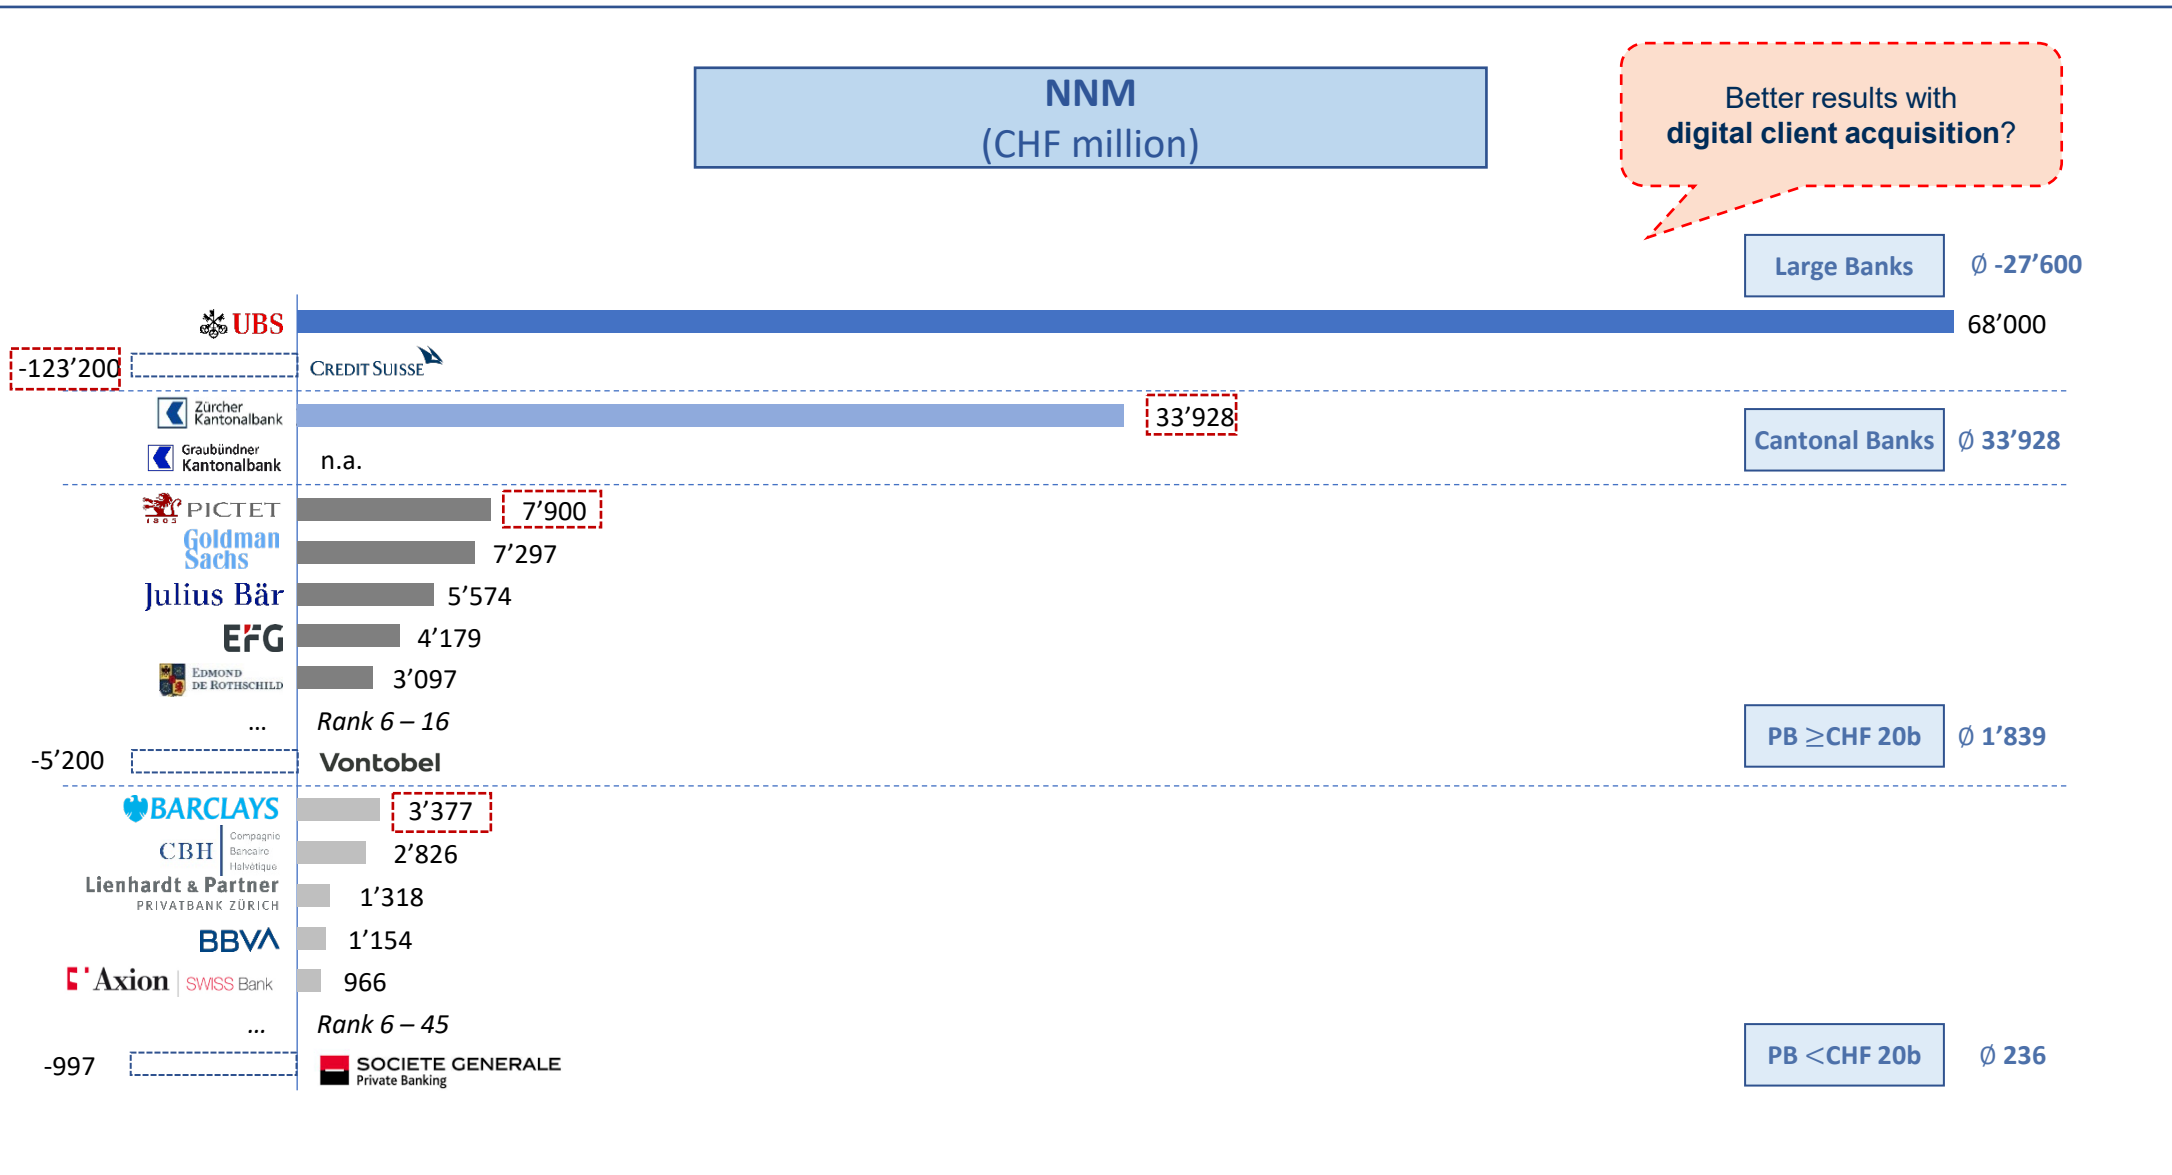 NNM
(CHF million)
Better results with
digital client acquisition?
Large Banks
Ø -27’600
UBS
68’000
-123’200
CREDIT SUISSE
Zürcher
Kantonalbank
33’928
Cantonal Banks
Ø 33’928
Graubündner
Kantonalbank
n.a.
PICTET
1805
7’900
Goldman
Sachs
7’297
Julius Bär
5’574
EFG
4’179
EDMOND
DE ROTHSCHILD
3’097
...
Rank 6 – 16
PB ≥CHF 20b
Ø 1’839
-5’200
Vontobel
BARCLAYS
3’377
CBH
Compagnie
Bancaire
Helvétique
2’826
Lienhardt & Partner
PRIVATBANK ZÜRICH
1’318
BBVA
1’154
Axion SWISS Bank
966
...
Rank 6 – 45
PB <CHF 20b
Ø 236
-997
SOCIETE GENERALE
Private Banking